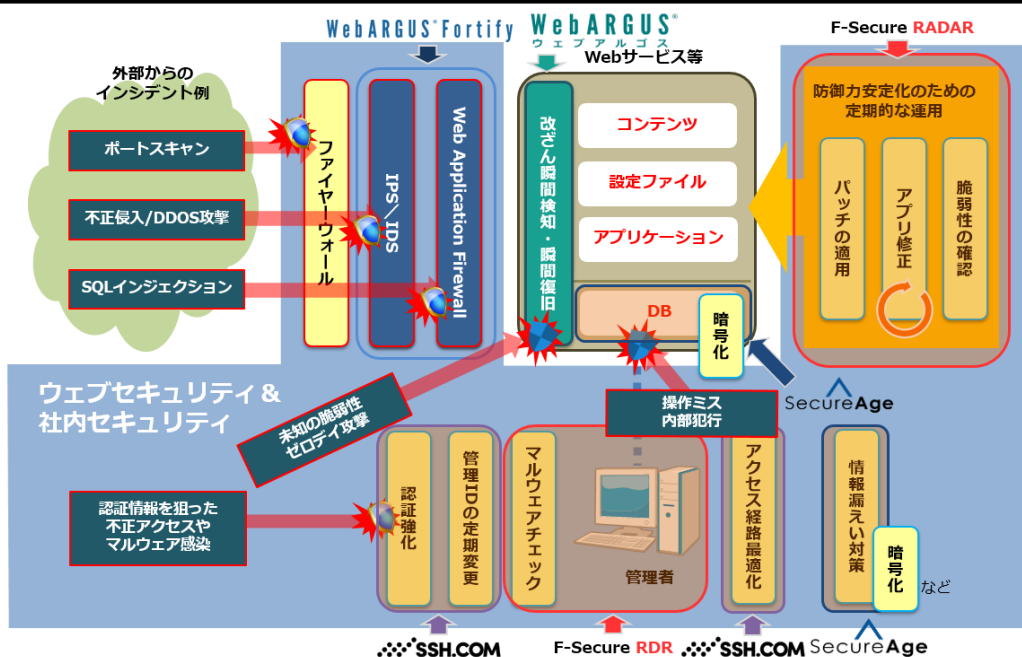 WebARGUS® Fortify
WebARGUS®
ウェブアルゴス
Webサービス等
F-Secure RADAR
外部からの
インシデント例
ポートスキャン
不正侵入/DDOS攻撃
SQLインジェクション
ファイヤーウォール
IPS／IDS
Web Application Firewall
改ざん瞬間検知・瞬間復旧
コンテンツ
設定ファイル
アプリケーション
DB
暗号化
防御力安定化のための
定期的な運用
パッチの適用
アプリ修正
脆弱性の確認
SecureAge
ウェブセキュリティ＆
社内セキュリティ
未知の脆弱性
ゼロデイ攻撃
操作ミス
内部犯行
認証情報を狙った
不正アクセスや
マルウェア感染
認証強化
管理IDの定期変更
マルウェアチェック
管理者
アクセス経路最適化
情報漏えい対策
暗号化
など
SSH.COM
F-Secure RDR
SSH.COM
SecureAge